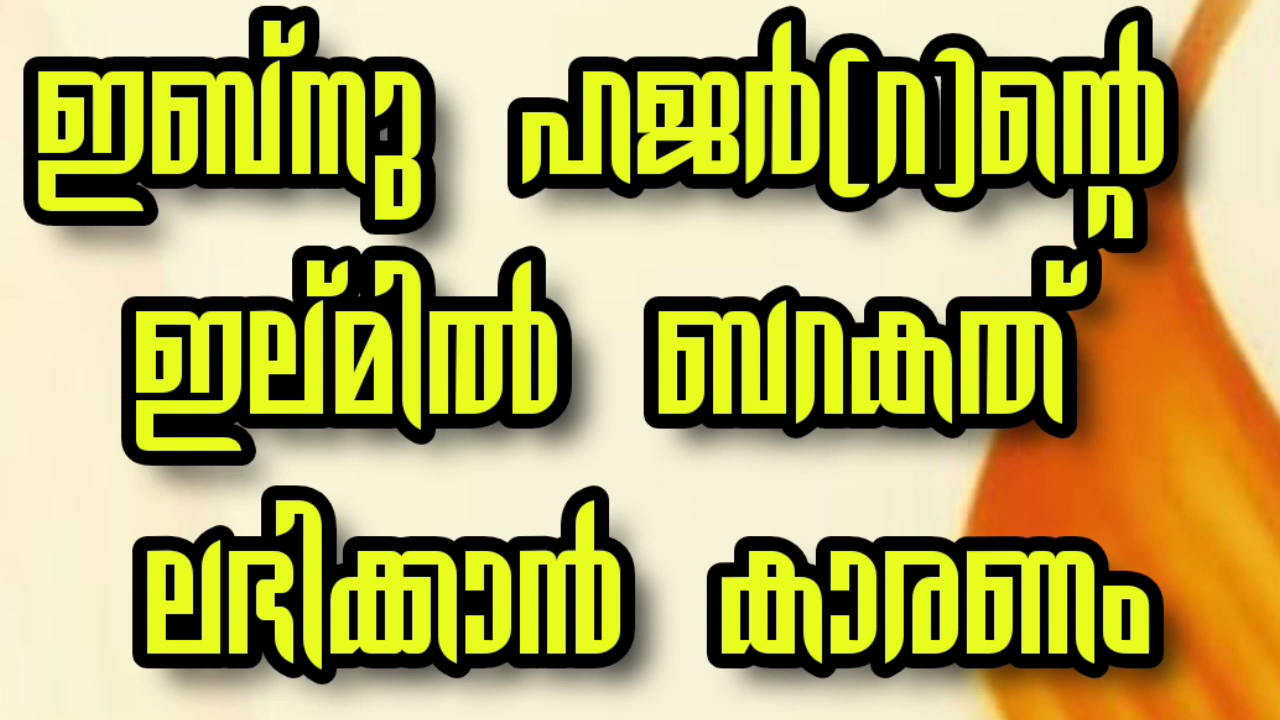 ഇബ്നു ഹജർ(റ)ന്റെ
ഇല്മിൽ ബറകത്
ലഭിക്കാൻ കാരണം